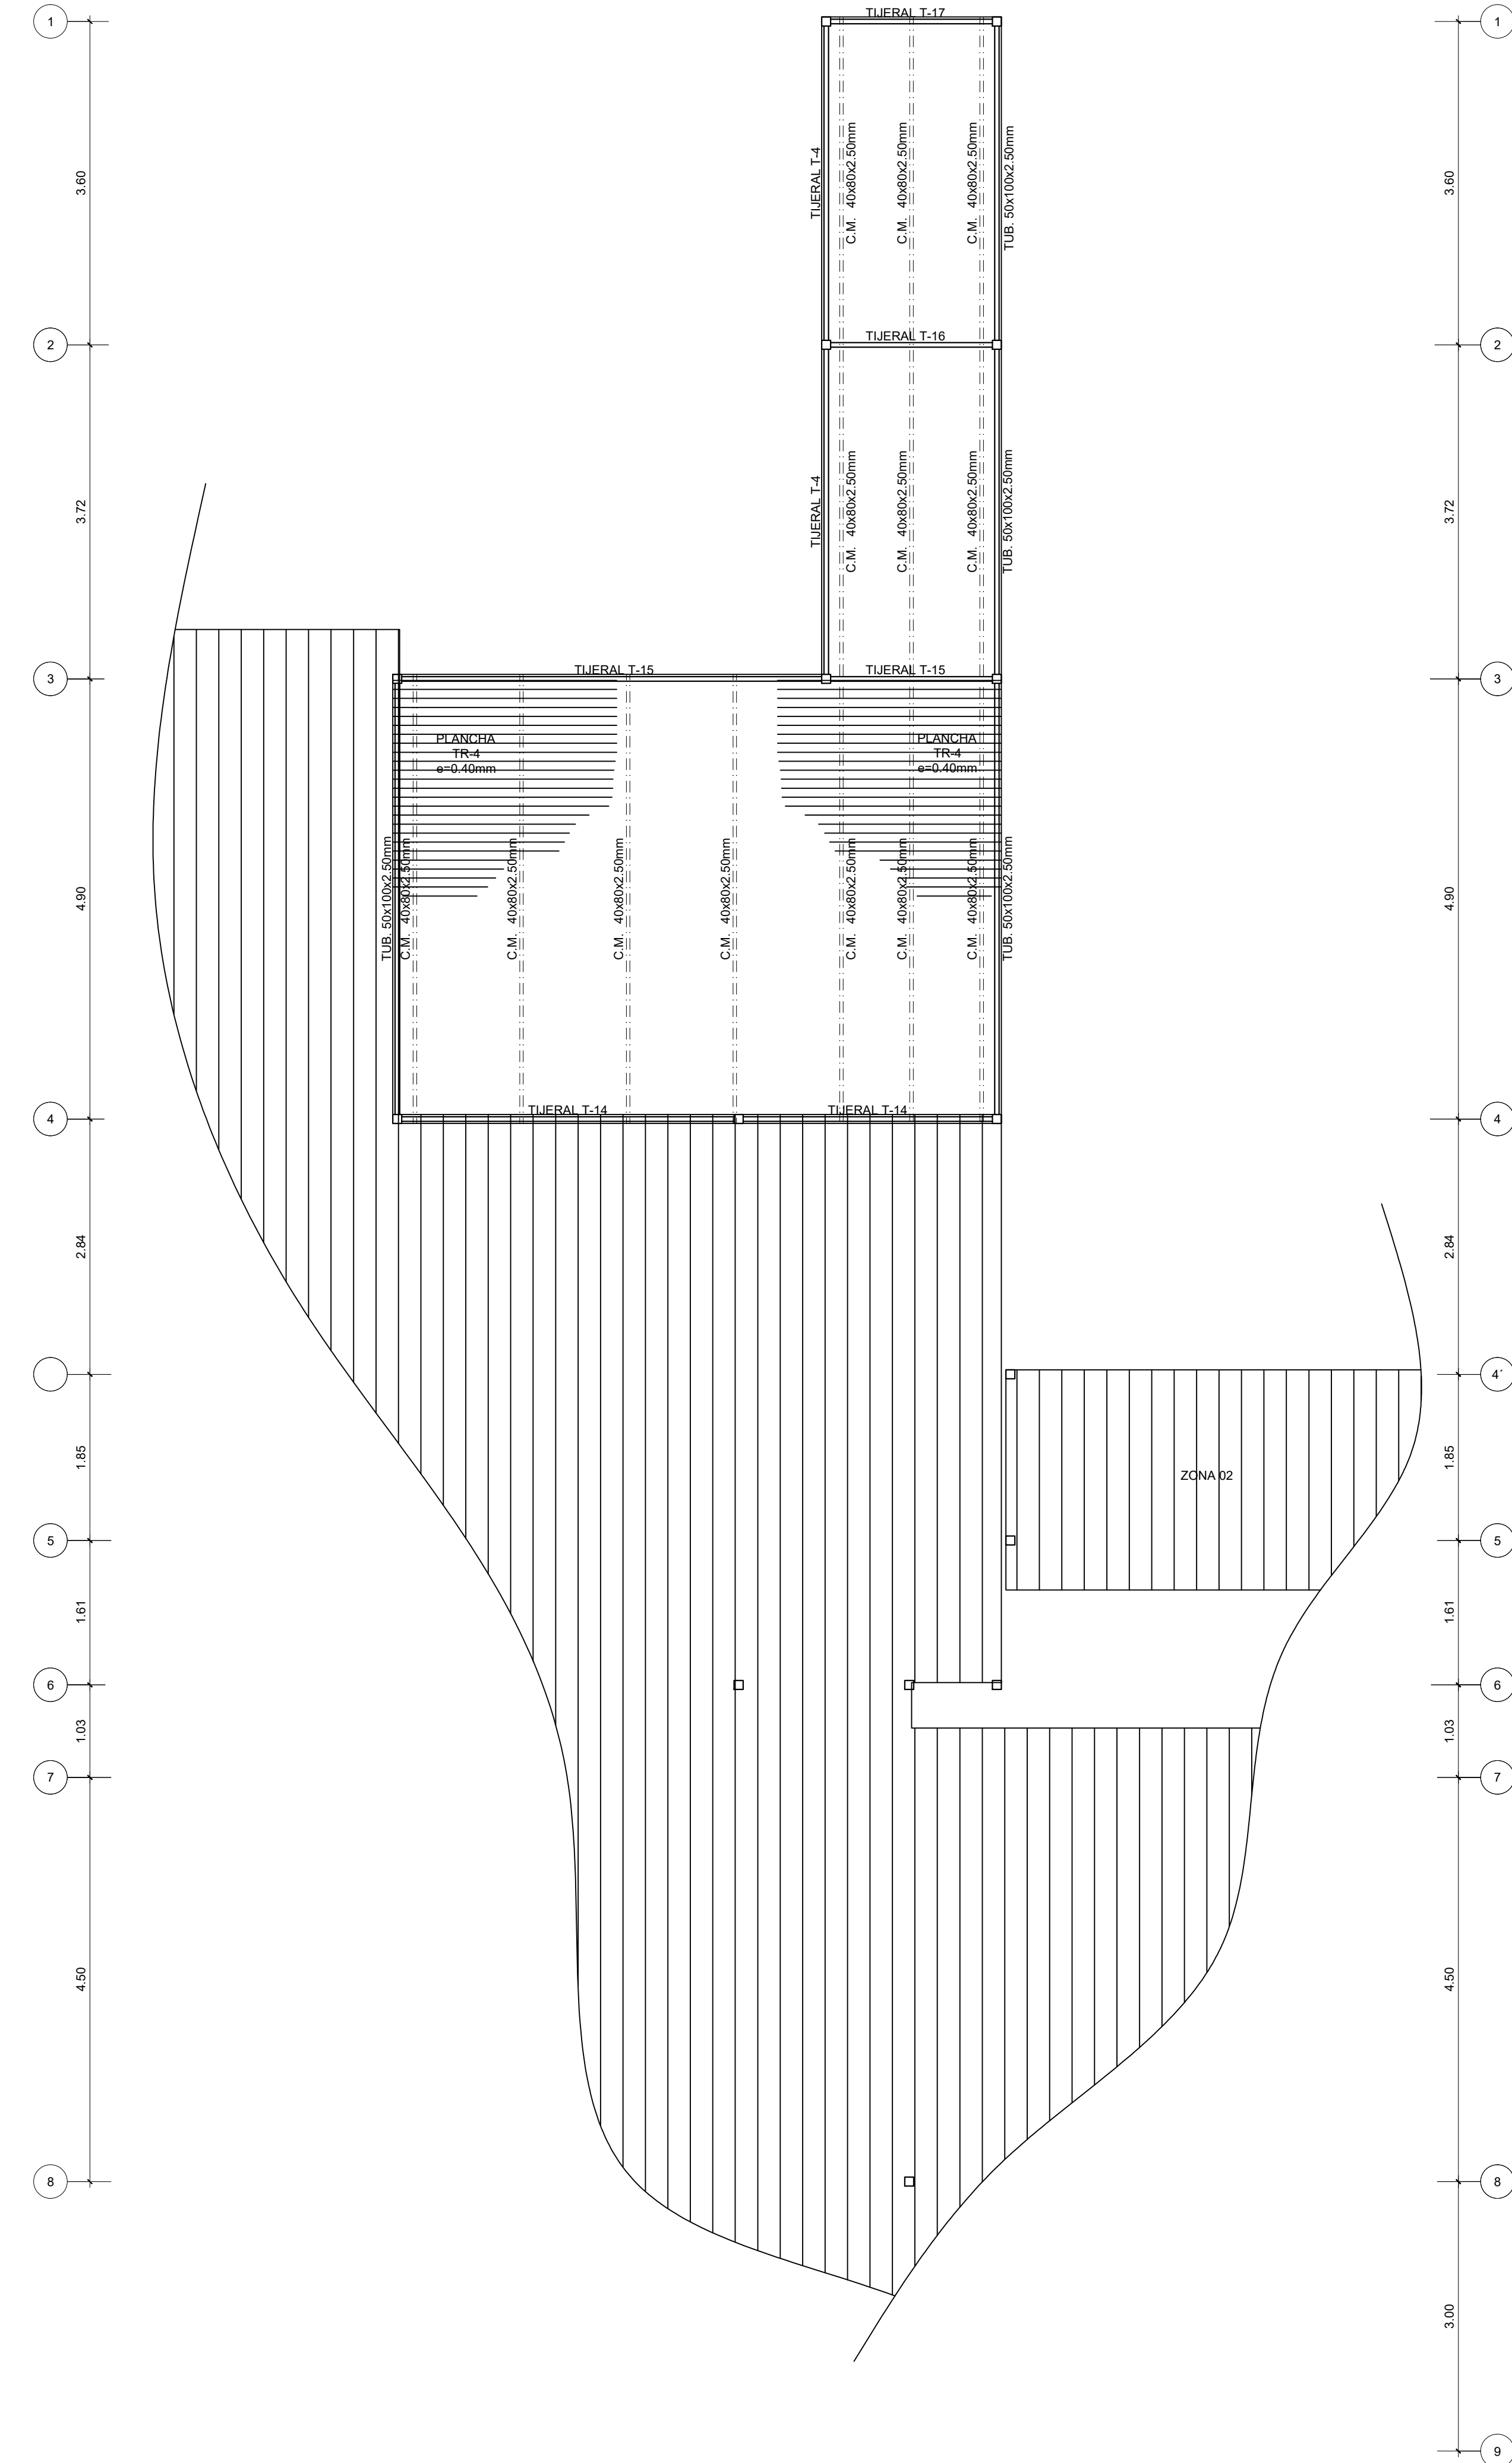 TIJERAL T-17
1
1
3.60
TIJERAL T-4
C.M. 40x80x2.50mm
C.M. 40x80x2.50mm
C.M. 40x80x2.50mm
TUB. 50x100x2.50mm
3.60
2
TIJERAL T-16
2
3.72
TIJERAL T-4
C.M. 40x80x2.50mm
C.M. 40x80x2.50mm
C.M. 40x80x2.50mm
TUB. 50x100x2.50mm
3.72
3
TIJERAL T-15
TIJERAL T-15
3
PLANCHA
TR-4
e=0.40mm
PLANCHA
TR-4
e=0.40mm
4.90
TUB. 50x100x2.50mm
C.M. 40x80x2.50mm
C.M. 40x80x2.50mm
C.M. 40x80x2.50mm
C.M. 40x80x2.50mm
C.M. 40x80x2.50mm
C.M. 40x80x2.50mm
C.M. 40x80x2.50mm
TUB. 50x100x2.50mm
4.90
4
TIJERAL T-14
TIJERAL T-14
4
2.84
2.84
4´
1.85
1.85
ZONA 02
5
5
1.61
1.61
6
6
1.03
1.03
7
7
4.50
4.50
8
8
3.00
9